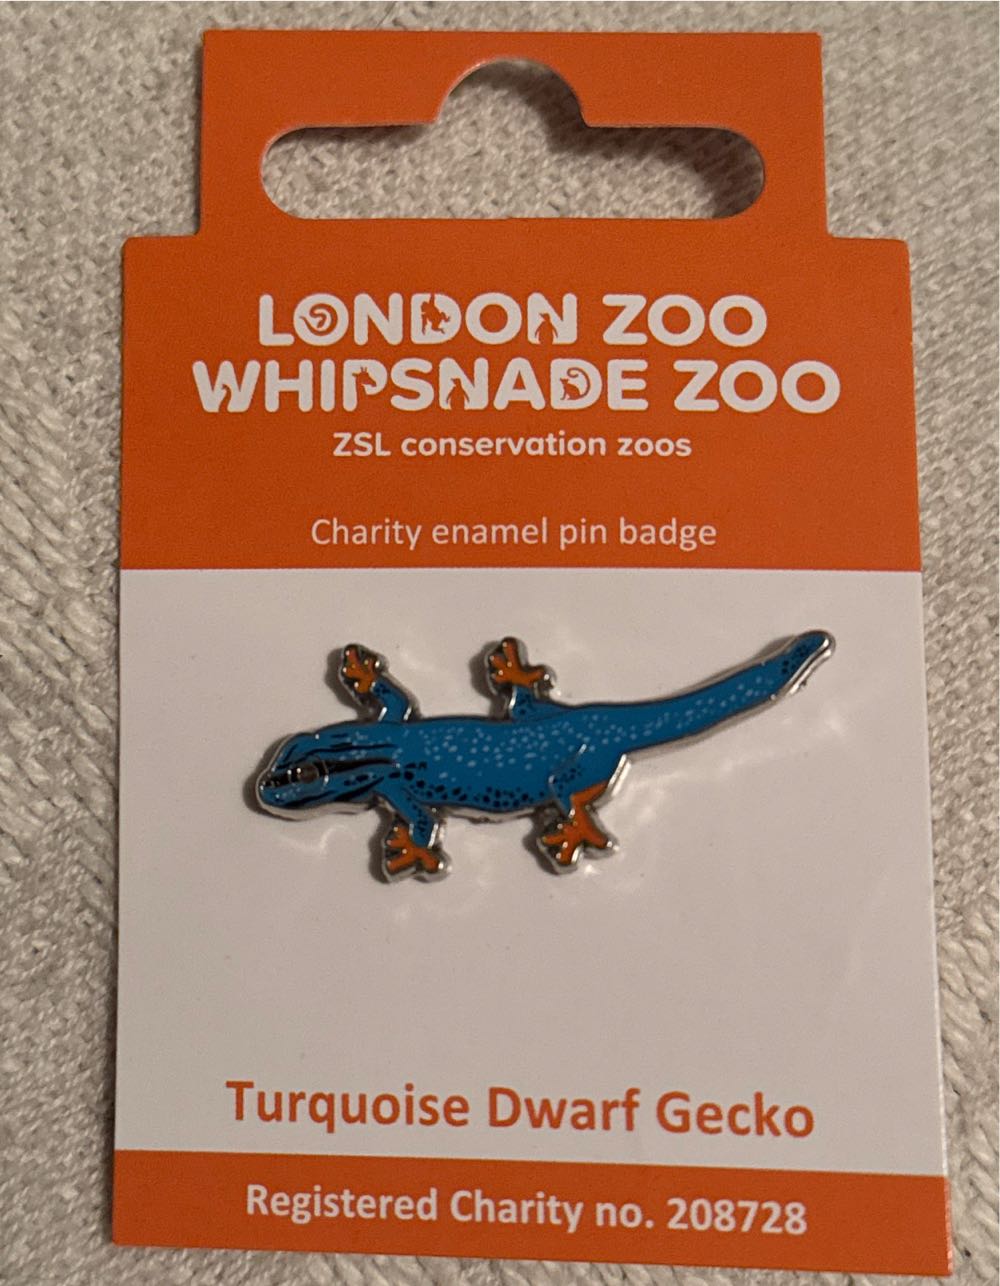 LONDON ZOO
WHIPSNADE ZOO
ZSL conservation zoos
Charity enamel pin badge
Turquoise Dwarf Gecko
Registered Charity no. 208728